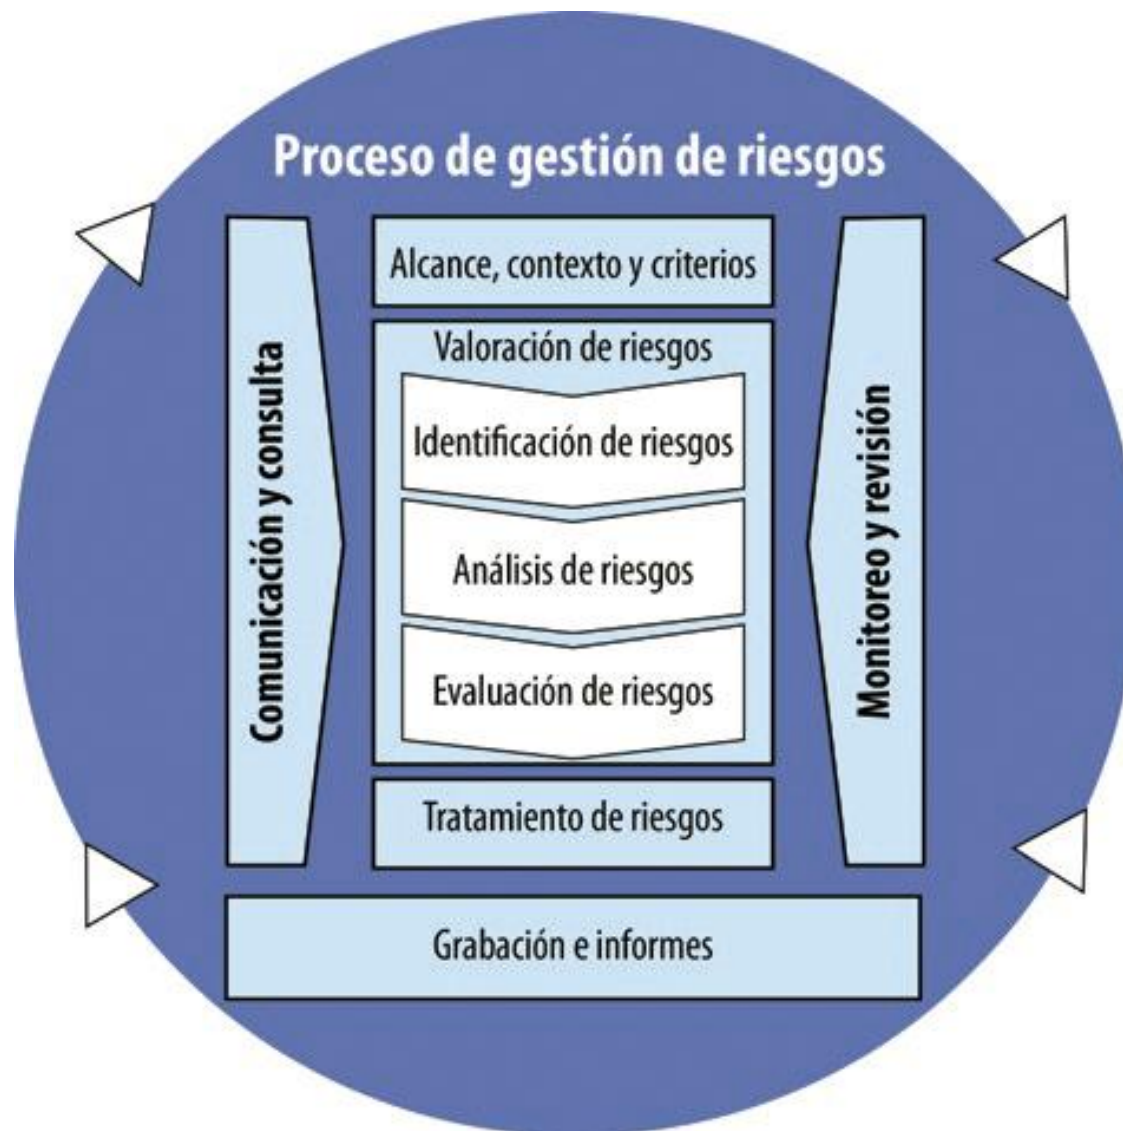 Proceso de gestión de riesgos
Comunicación y consulta
Alcance, contexto y criterios
Valoración de riesgos
Identificación de riesgos
Análisis de riesgos
Evaluación de riesgos
Tratamiento de riesgos
Monitoreo y revisión
Grabación e informes